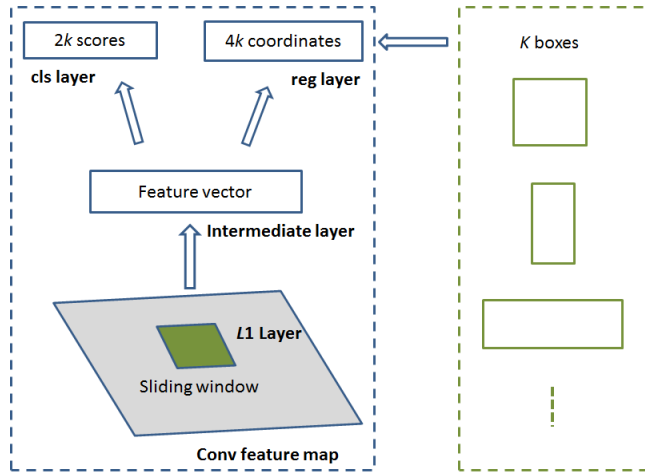 2k scores
4k coordinates
K boxes
cls layer
reg layer
Feature vector
Intermediate layer
L1 Layer
Sliding window
Conv feature map